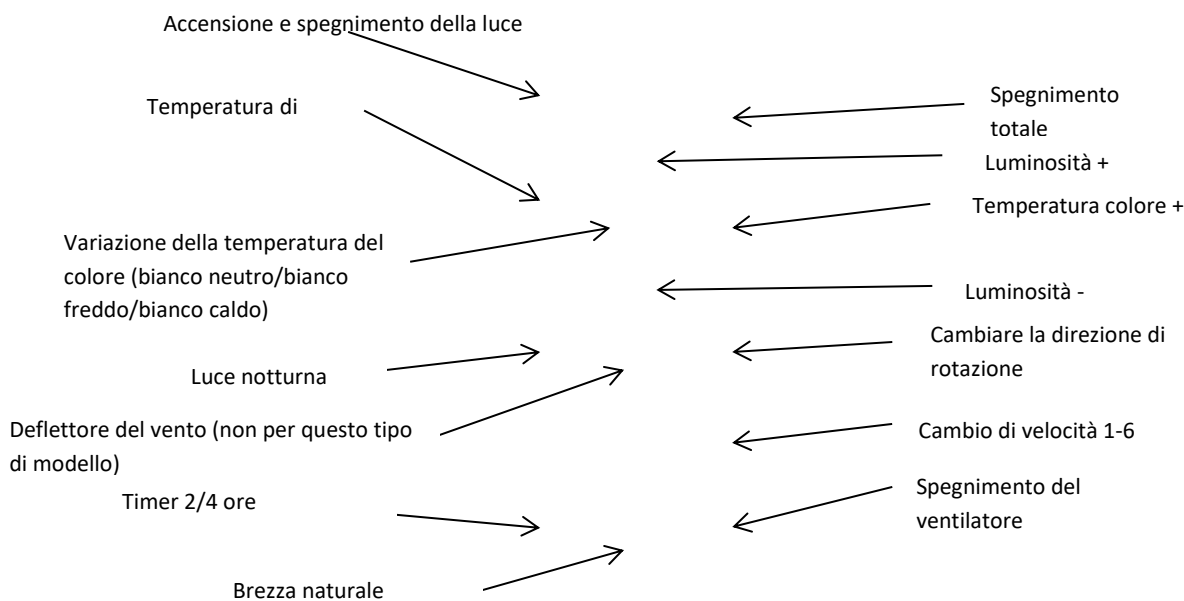 Accensione e spegnimento della luce
Temperatura di
Variazione della temperatura del
colore (bianco neutro/bianco
freddo/bianco caldo)
Luce notturna
Deflettore del vento (non per questo tipo
di modello)
Timer 2/4 ore
Brezza naturale
Spegnimento
totale
Luminosità +
Temperatura colore +
Luminosità -
Cambiare la direzione di
rotazione
Cambio di velocità 1-6
Spegnimento del
ventilatore